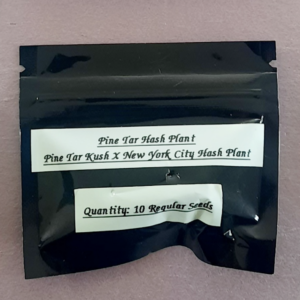 Pine Tar Hash Plant
Pine Tar Kush X New York City Hash Plant
Quantity: 10 Regular Seeds